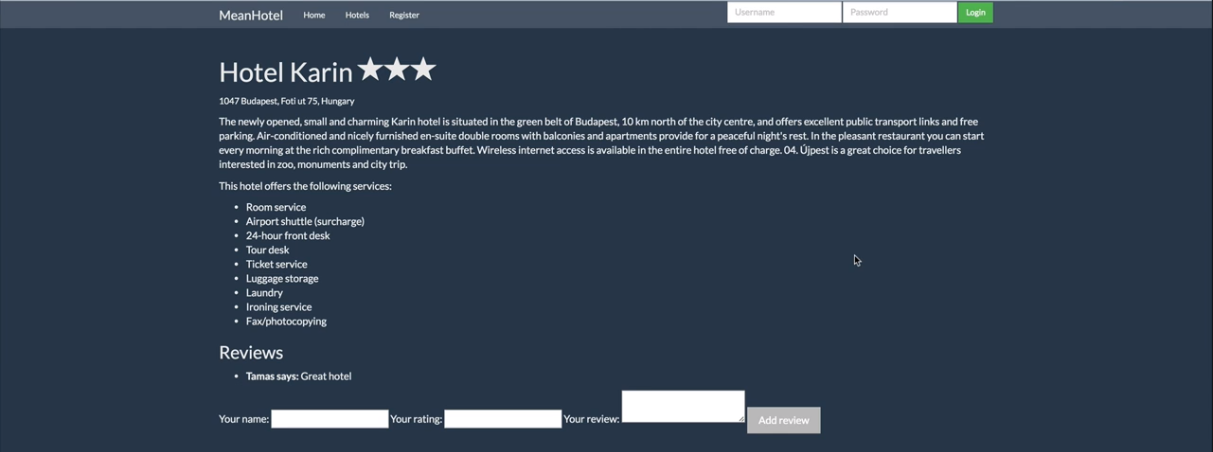 MeanHotel Home Hotels Register Username Password Login
Hotel Karin ★★★
1047 Budapest, Foti ut 75, Hungary
The newly opened, small and charming Karin hotel is situated in the green belt of Budapest, 10 km north of the city centre, and offers excellent public transport links and free
parking. Air-conditioned and nicely furnished en-suite double rooms with balconies and apartments provide for a peaceful night's rest. In the pleasant restaurant you can start
every morning at the rich complimentary breakfast buffet. Wireless internet access is available in the entire hotel free of charge. 04. Újpest is a great choice for travellers
interested in zoo, monuments and city trip.
This hotel offers the following services:
• Room service
• Airport shuttle (surcharge)
• 24-hour front desk
• Tour desk
• Ticket service
• Luggage storage
• Laundry
• Ironing service
• Fax/photocopying
Reviews
• Tamas says: Great hotel
Your name: Your rating: Your review: Add review